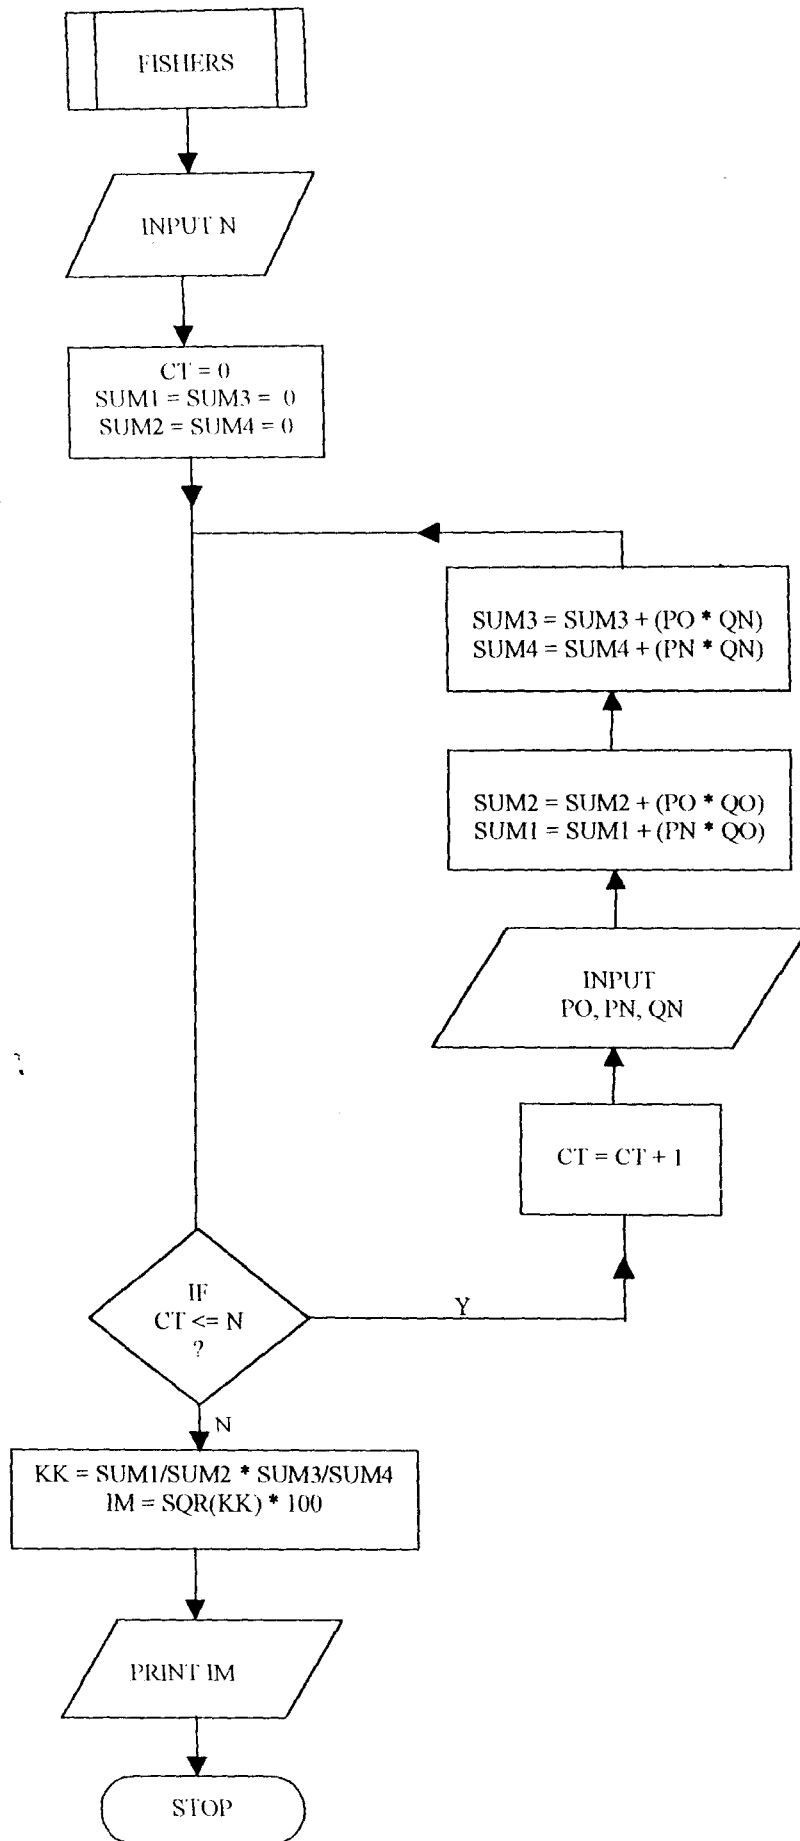 FISHERS
INPUT N
CT = 0
SUM1 = SUM3 = 0
SUM2 = SUM4 = 0
SUM3 = SUM3 + (PO * QN)
SUM4 = SUM4 + (PN * QN)
SUM2 = SUM2 + (PO * QO)
SUM1 = SUM1 + (PN * QO)
INPUT
PO, PN, QN
CT = CT + 1
IF
CT <= N
?
Y
N
KK = SUM1/SUM2 * SUM3/SUM4
IM = SQR(KK) * 100
PRINT IM
STOP